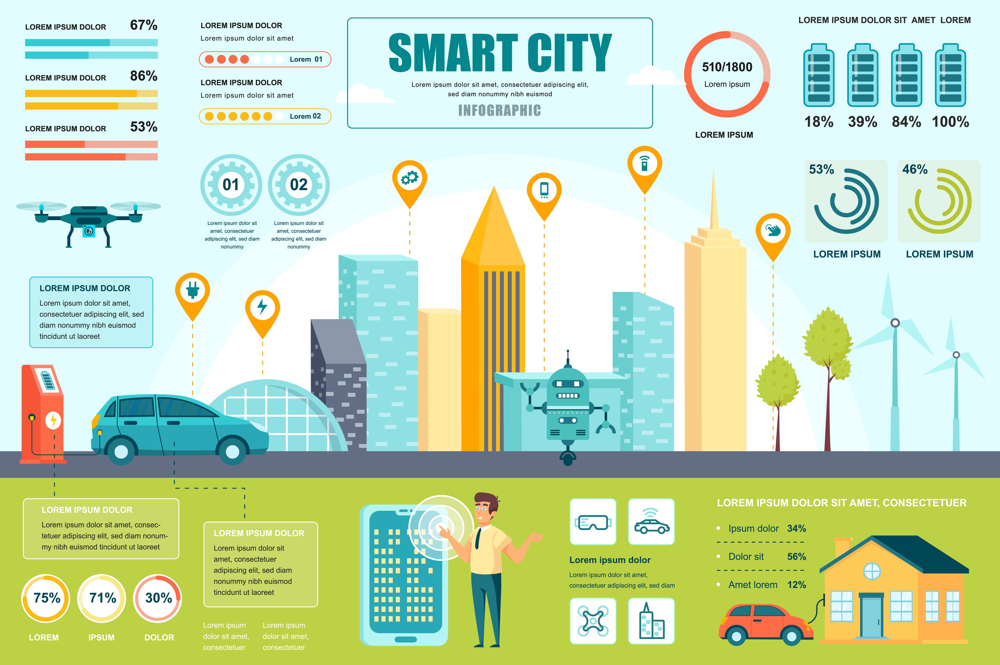 LOREM IPSUM DOLOR 67%
LOREM IPSUM DOLOR 86%
LOREM IPSUM DOLOR 53%
LOREM IPSUM DOLOR
Lorem ipsum dolor sit amet
Lorem 01
LOREM IPSUM DOLOR
Lorem ipsum dolor sit amet
Lorem 02
SMART CITY
Lorem ipsum dolor sit amet, consectetuer adipiscing elit,
sed diam nonummy nibh euismod
INFOGRAPHIC
510/1800
Lorem ipsum
LOREM IPSUM
LOREM IPSUM DOLOR SIT AMET LOREM
18% 39% 84% 100%
01
Lorem ipsum dolor sit
amet, consectetuer
adipiscing elit, sed diam
nonummy
02
Lorem ipsum dolor sit
amet, consectetuer
adipiscing elit, sed diam
nonummy
53%
LOREM IPSUM
46%
LOREM IPSUM
LOREM IPSUM DOLOR
Lorem ipsum dolor sit amet,
consectetuer adipiscing elit, sed
diam nonummy nibh euismod
tincidunt ut laoreet
LOREM IPSUM DOLOR
Lorem ipsum dolor sit amet, consec-
tetuer adipiscing elit, sed diam nonum-
my nibh euismod tincidunt ut laoreet
75% 71% 30%
LOREM IPSUM DOLOR
LOREM IPSUM DOLOR
Lorem ipsum dolor sit
amet, consectetuer
adipiscing elit, sed diam
nonummy nibh euismod
tincidunt ut laoreet
Lorem ipsum
dolor sit amet,
consectetuer
Lorem ipsum
dolor sit amet,
consectetuer
Lorem ipsum dolor
Lorem ipsum dolor sit amet,
consectetuer adipiscing elit, sed diam
LOREM IPSUM DOLOR SIT AMET, CONSECTETUER
Ipsum dolor 34%
Dolor sit 56%
Amet lorem 12%